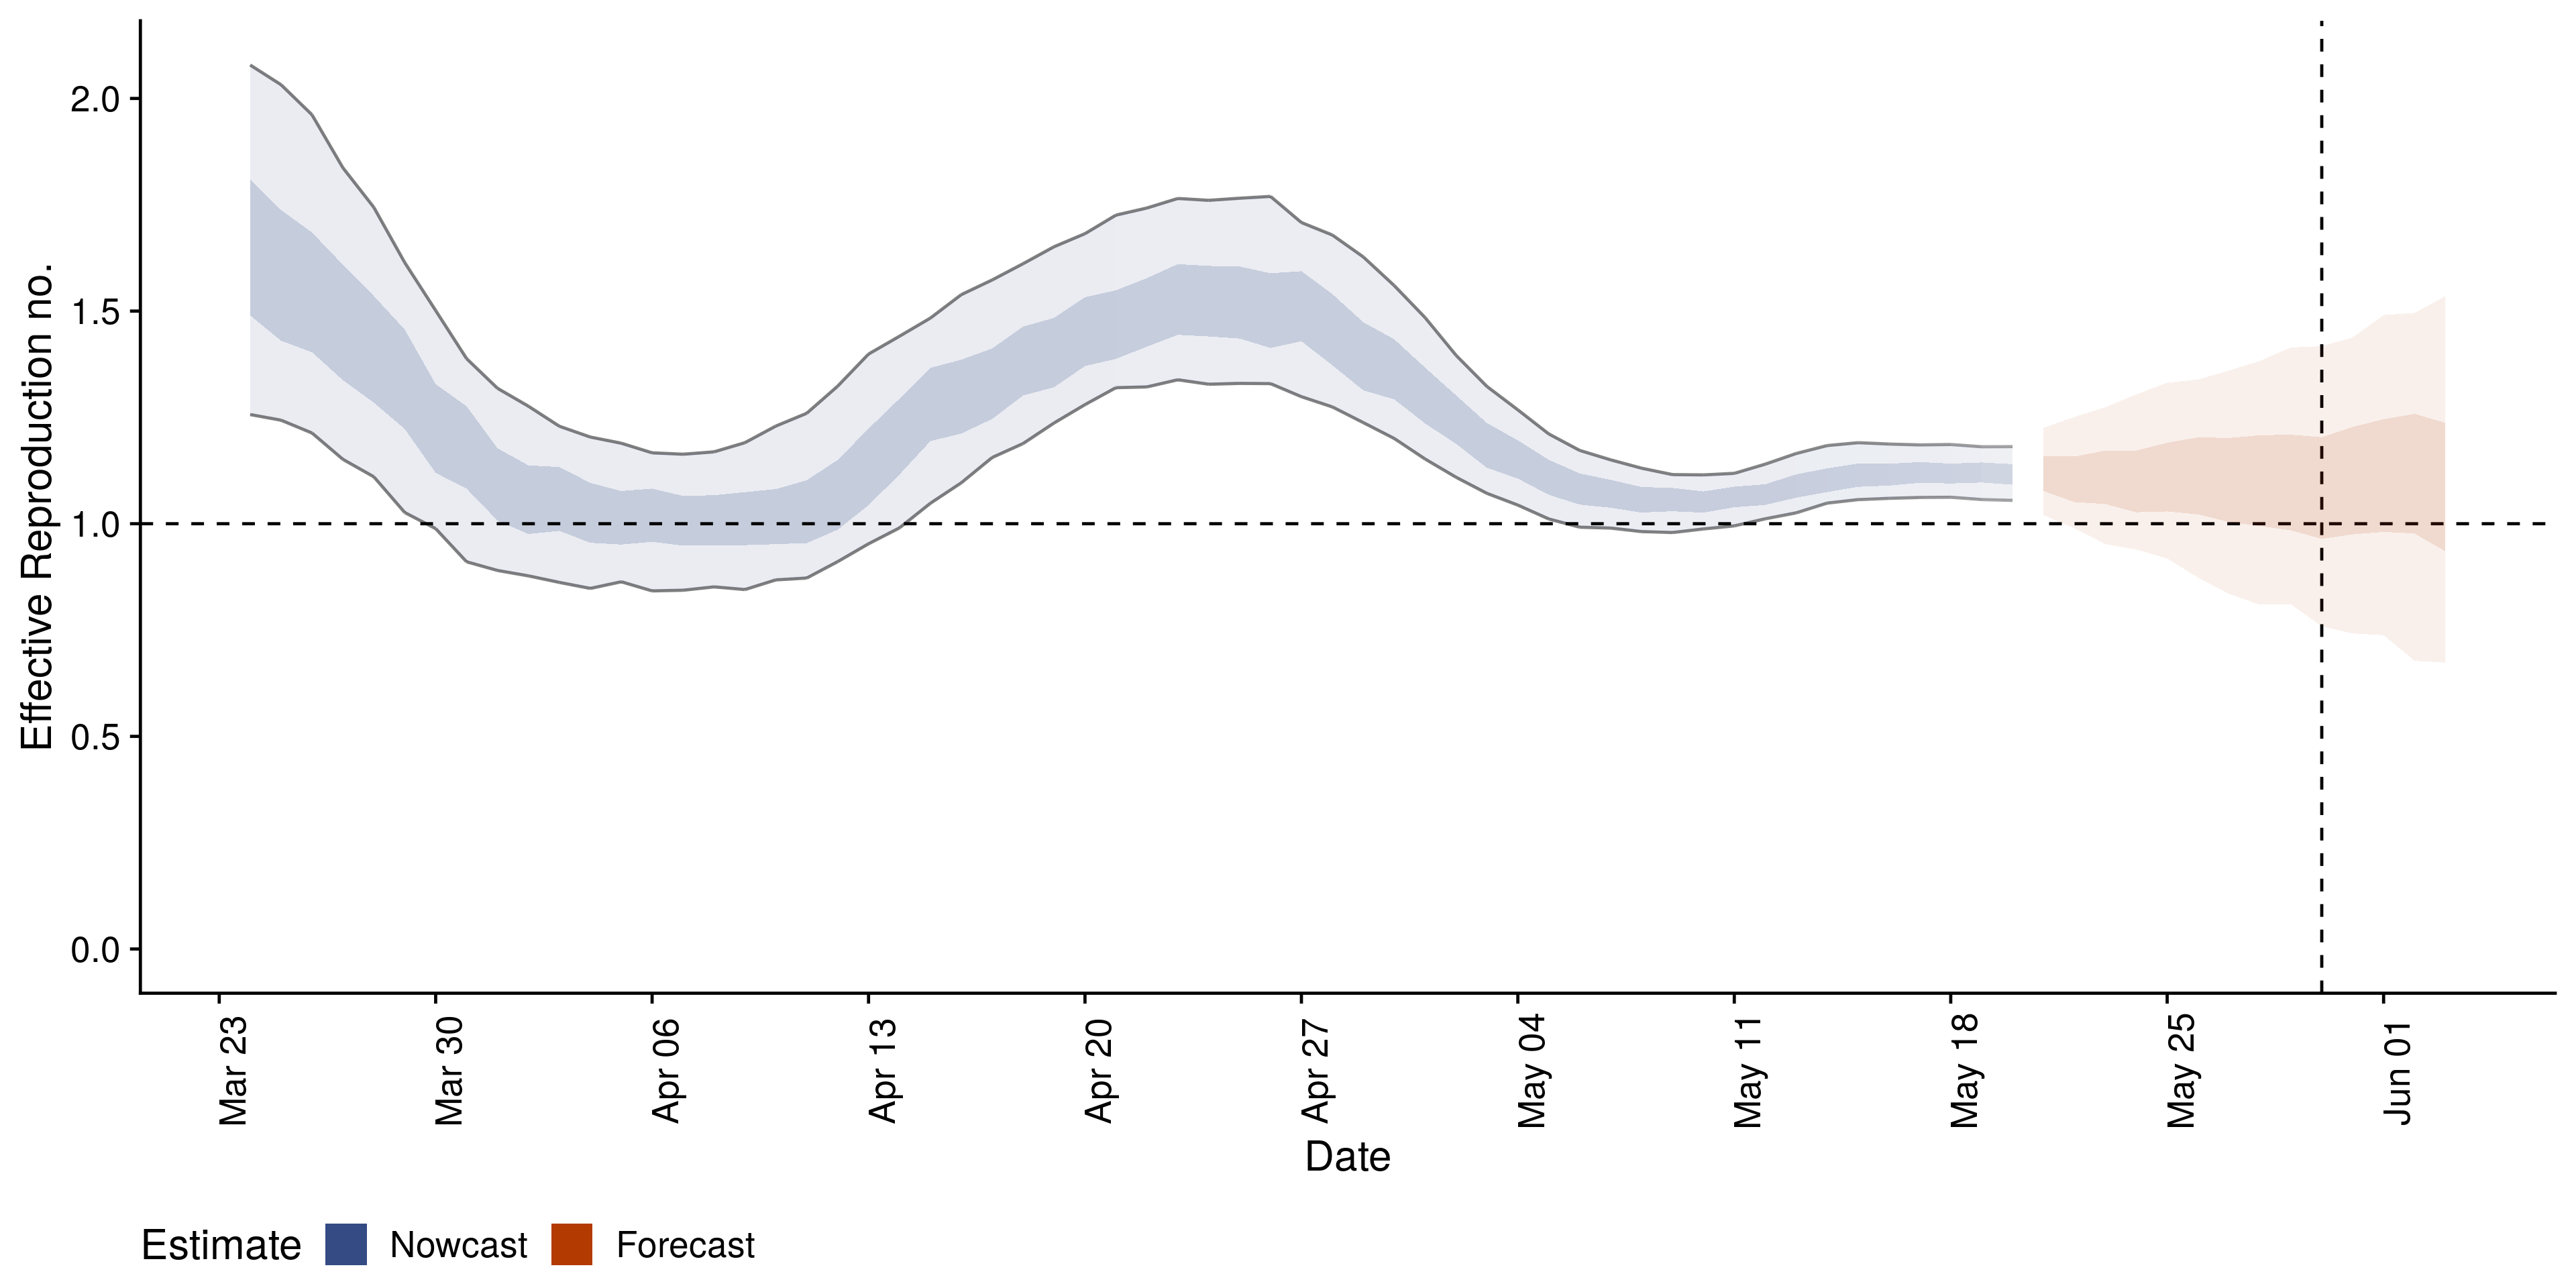 Effective Reproduction no.
2.0
1.5
1.0
0.5
0.0
Mar 23
Mar 30
Apr 06
Apr 13
Apr 20
Apr 27
May 04
May 11
May 18
May 25
Jun 01
Date
Estimate Nowcast Forecast